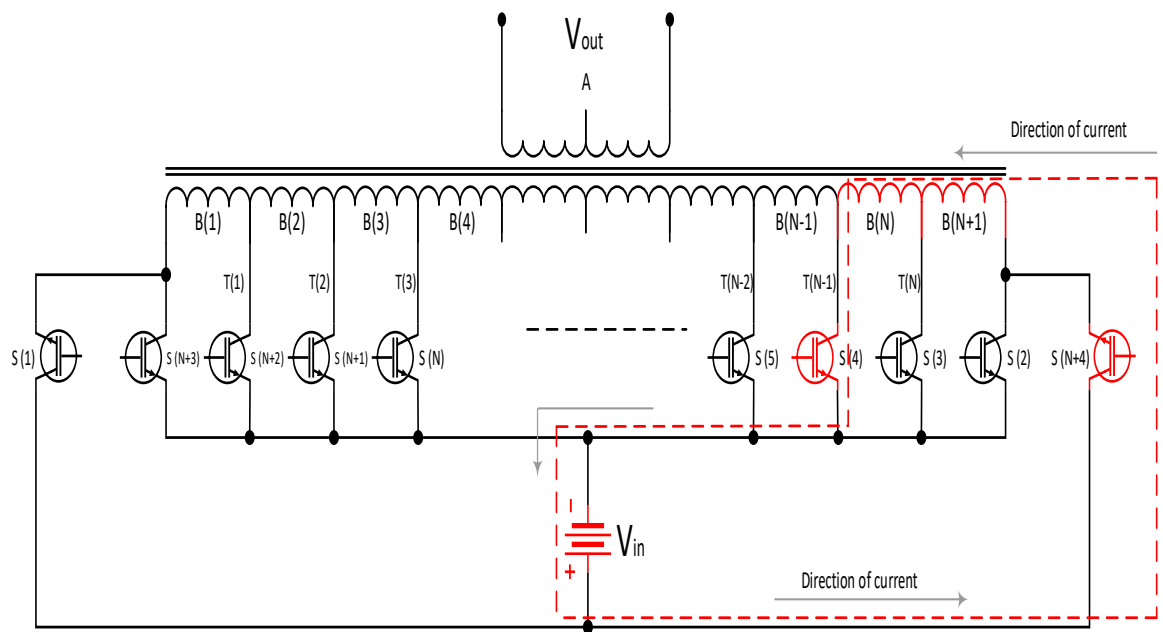 Vout
A
Direction of current
B(1) B(2) B(3) B(4) B(N-1) B(N) B(N+1)
T(1) T(2) T(3) T(N-2) T(N-1) T(N)
S (1) S (N+3) S (N+2) S (N+1) S (N) S (5) S (4) S (3) S (2) S (N+4)
-
Vin
+
Direction of current